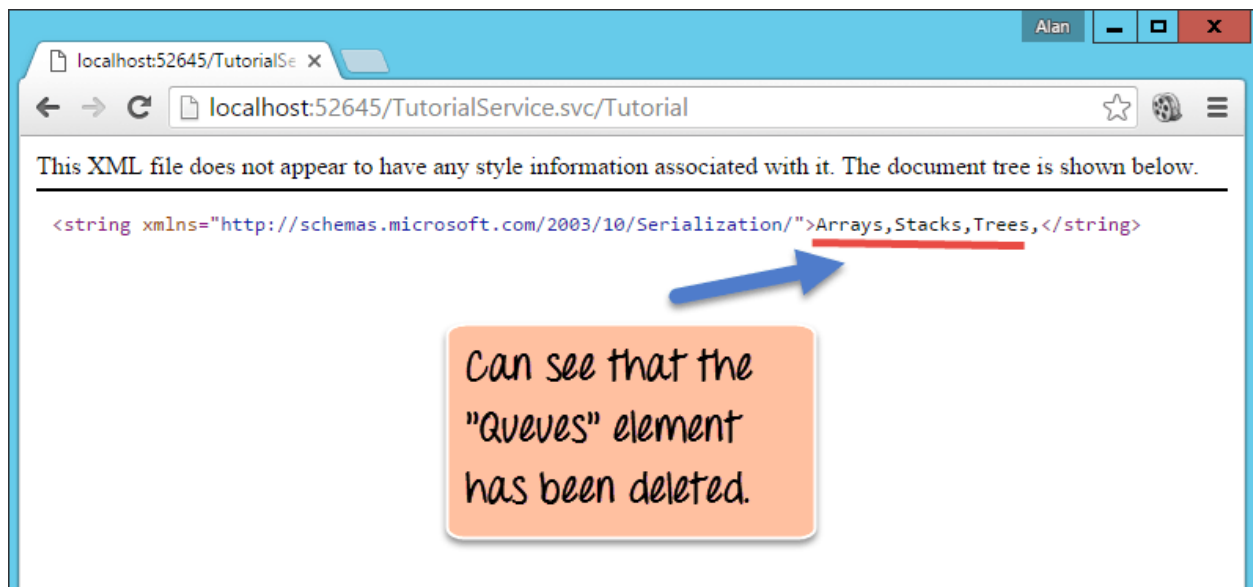 Alan
localhost:52645/TutorialSe
localhost:52645/TutorialService.svc/Tutorial
This XML file does not appear to have any style information associated with it. The document tree is shown below.
<string xmlns="http://schemas.microsoft.com/2003/10/Serialization/">Arrays,Stacks,Trees,</string>
Can see that the
"Queues" element
has been deleted.